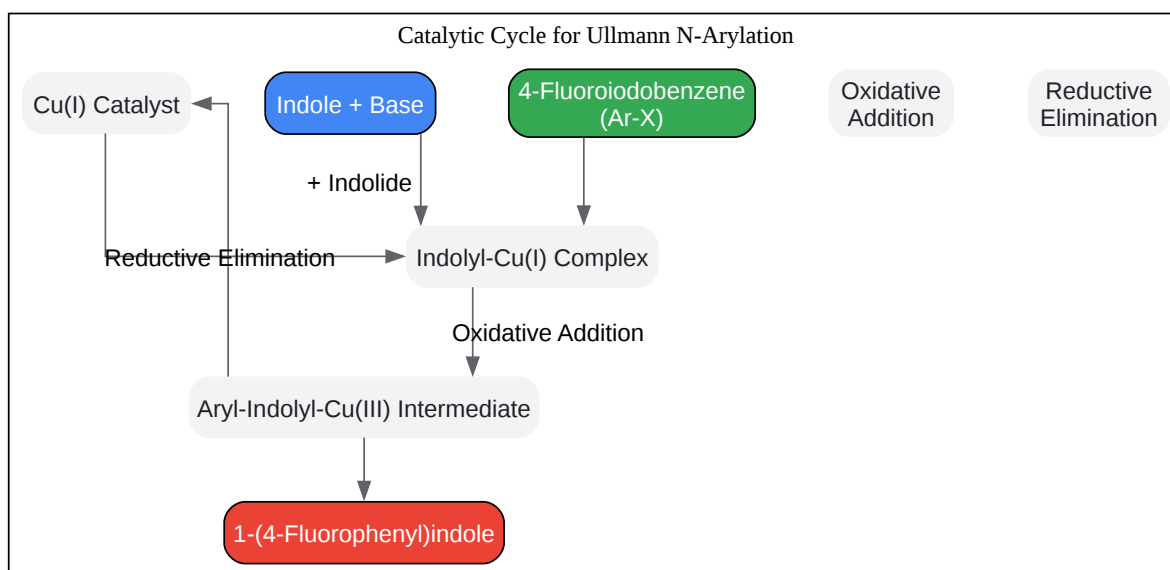 Catalytic Cycle for Ullmann N-Arylation
Cu(I) Catalyst
Indole + Base
4-Fluoroiodobenzene
(Ar-X)
Oxidative
Addition
Reductive
Elimination
+ Indolide
Reductive Elimination
Indolyl-Cu(I) Complex
Oxidative Addition
Aryl-Indolyl-Cu(III) Intermediate
1-(4-Fluorophenyl)indole